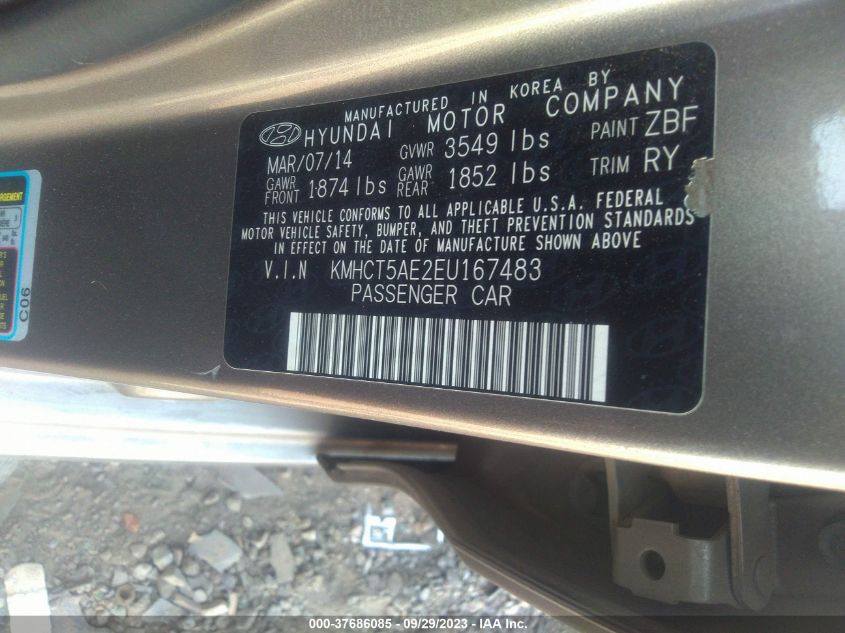 MANUFACTURED IN KOREA BY
HYUNDAI MOTOR COMPANY
MAR/07/14 GVWR 3549 lbs PAINT ZBF
GAWR FRONT 1874 lbs GAWR REAR 1852 lbs TRIM RY
THIS VEHICLE CONFORMS TO ALL APPLICABLE U.S.A. FEDERAL
MOTOR VEHICLE SAFETY, BUMPER, AND THEFT PREVENTION STANDARDS
IN EFFECT ON THE DATE OF MANUFACTURE SHOWN ABOVE.
V.I.N KMHCT5AE2EU167483
PASSENGER CAR
C06
000-37686085 - 09/29/2023 - IAA Inc.